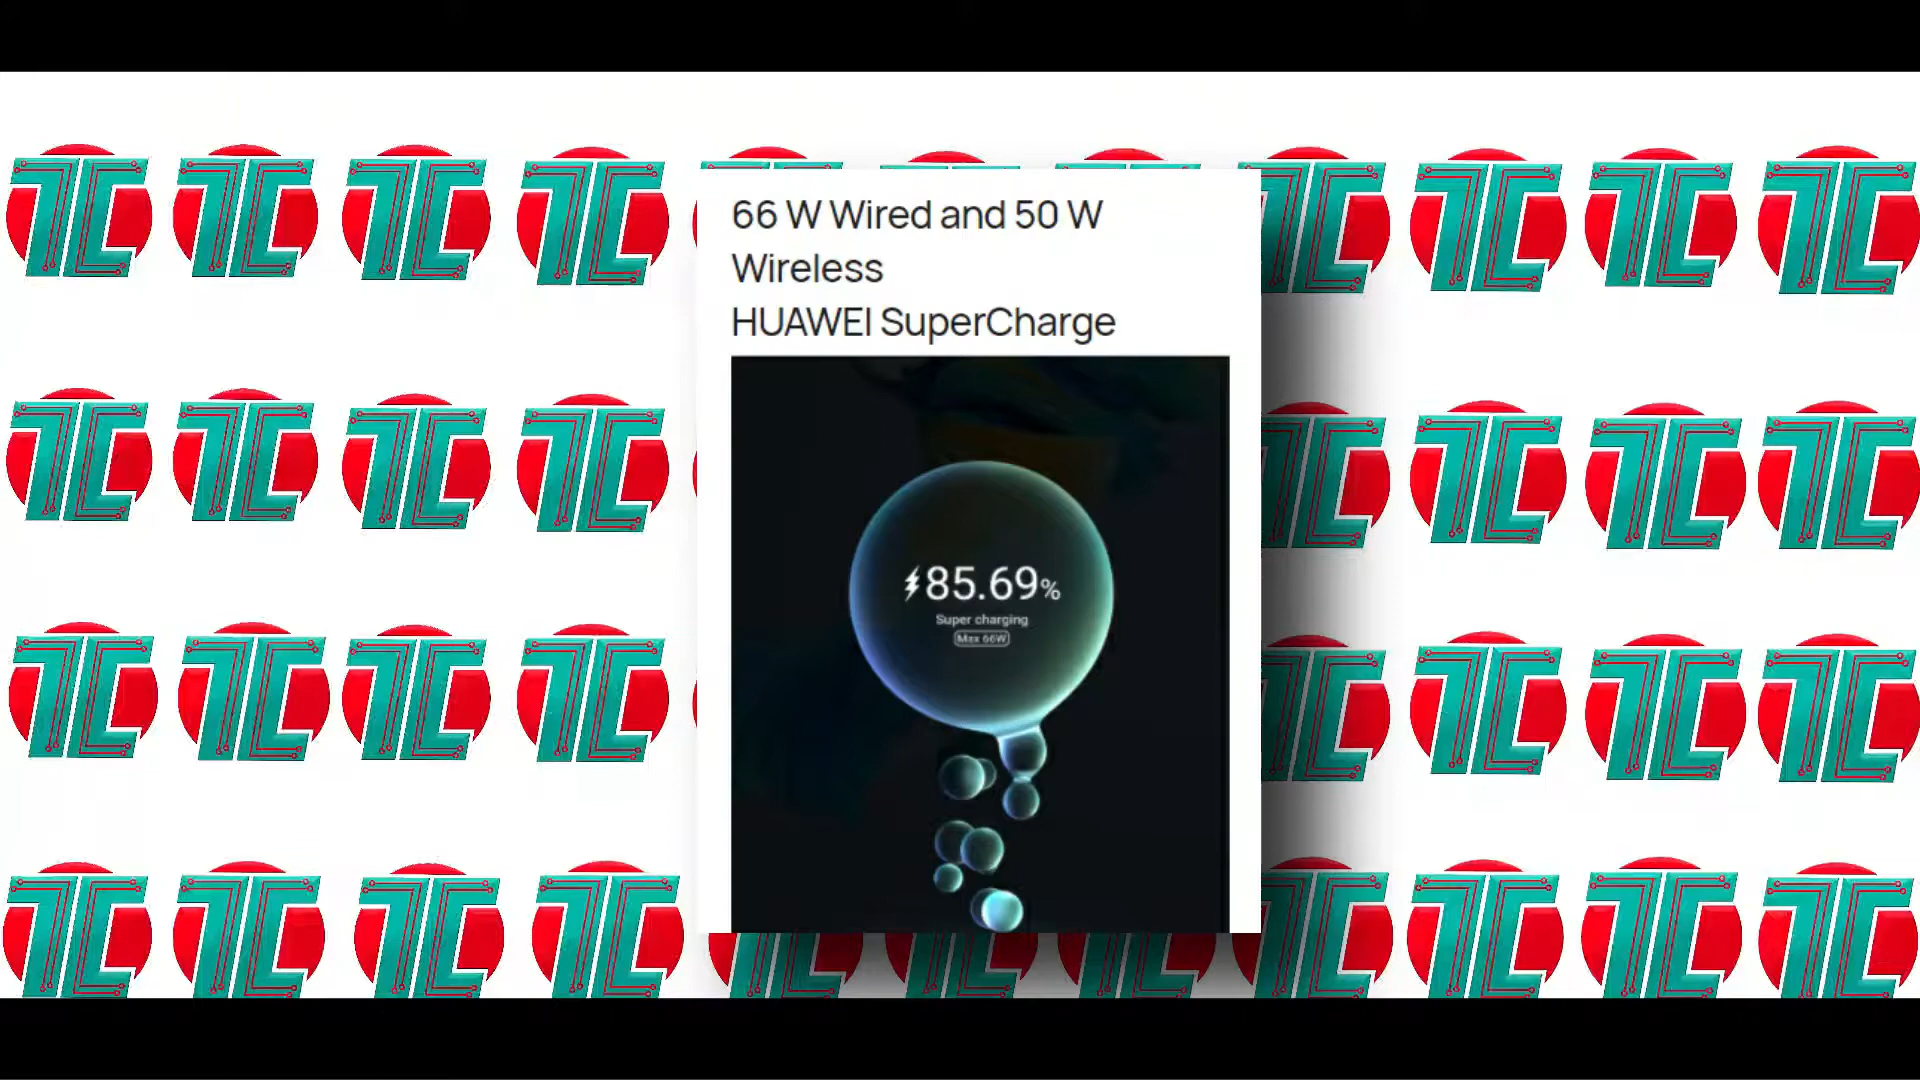 66 W Wired and 50 W
Wireless
HUAWEI SuperCharge
85.69%
Super charging
Max 66W